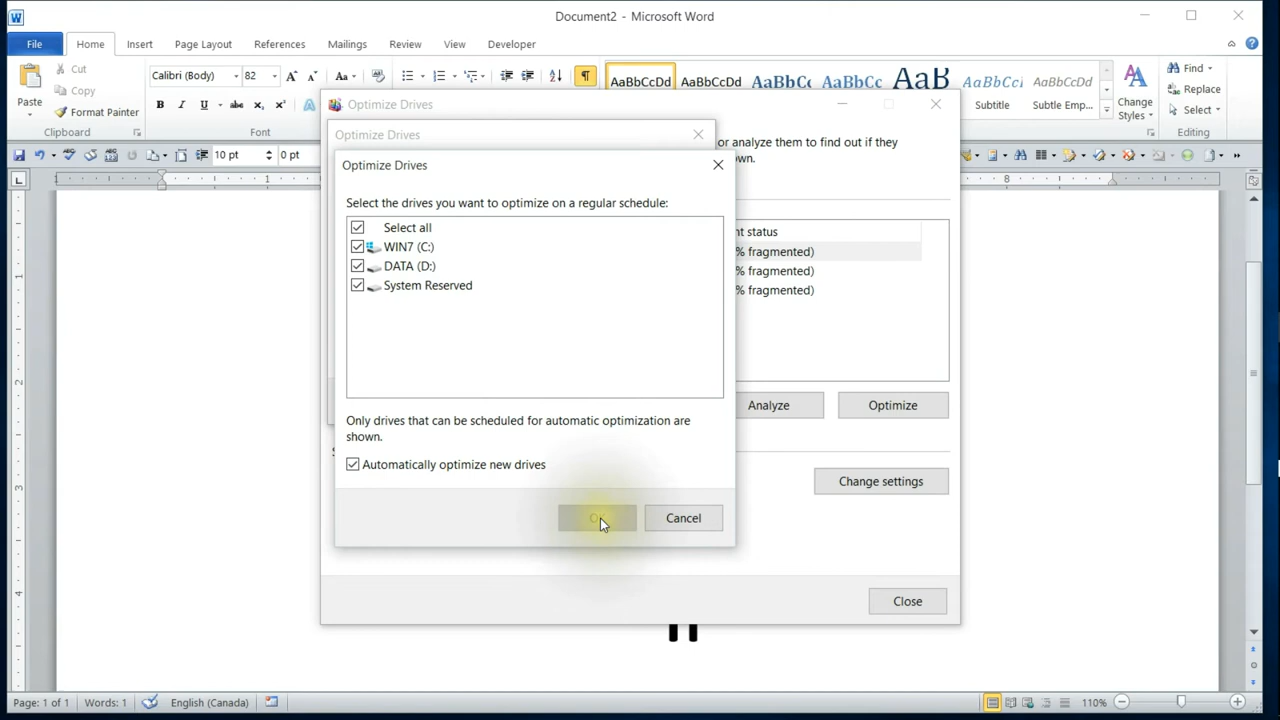 Document2 - Microsoft Word
File Home Insert Page Layout References Mailings Review View Developer
Paste
Cut
Copy
Format Painter
Clipboard
Calibri (Body) 82
Font
AaBbCcDd AaBbCcDd AaBbCc AaBbCc AaB AaBbCcI AaBbCcDd
Subtitle Subtle Emp...
Change Styles
Find
Replace
Select
Editing
10 pt 0 pt
Optimize Drives
or analyze them to find out if they
wn.
nt status
% fragmented)
% fragmented)
% fragmented)
Analyze Optimize
Change settings
Close
Optimize Drives
Optimize Drives
Select the drives you want to optimize on a regular schedule:
Select all
WIN7 (C:)
DATA (D:)
System Reserved
Only drives that can be scheduled for automatic optimization are
shown.
Automatically optimize new drives
Cancel
Page: 1 of 1 Words: 1 English (Canada) 110%